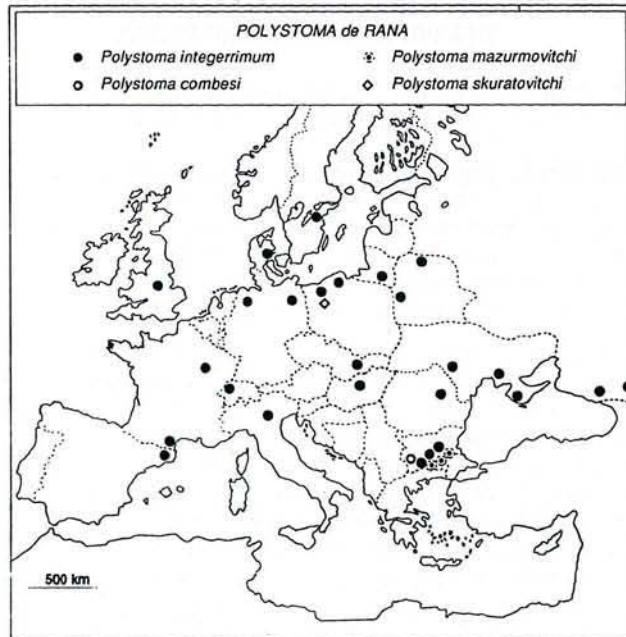 POLYSTOMA de RANA
Polystoma integerrimum
Polystoma mazurmovitchi
Polystoma combesi
Polystoma skuratovitchi
500 km